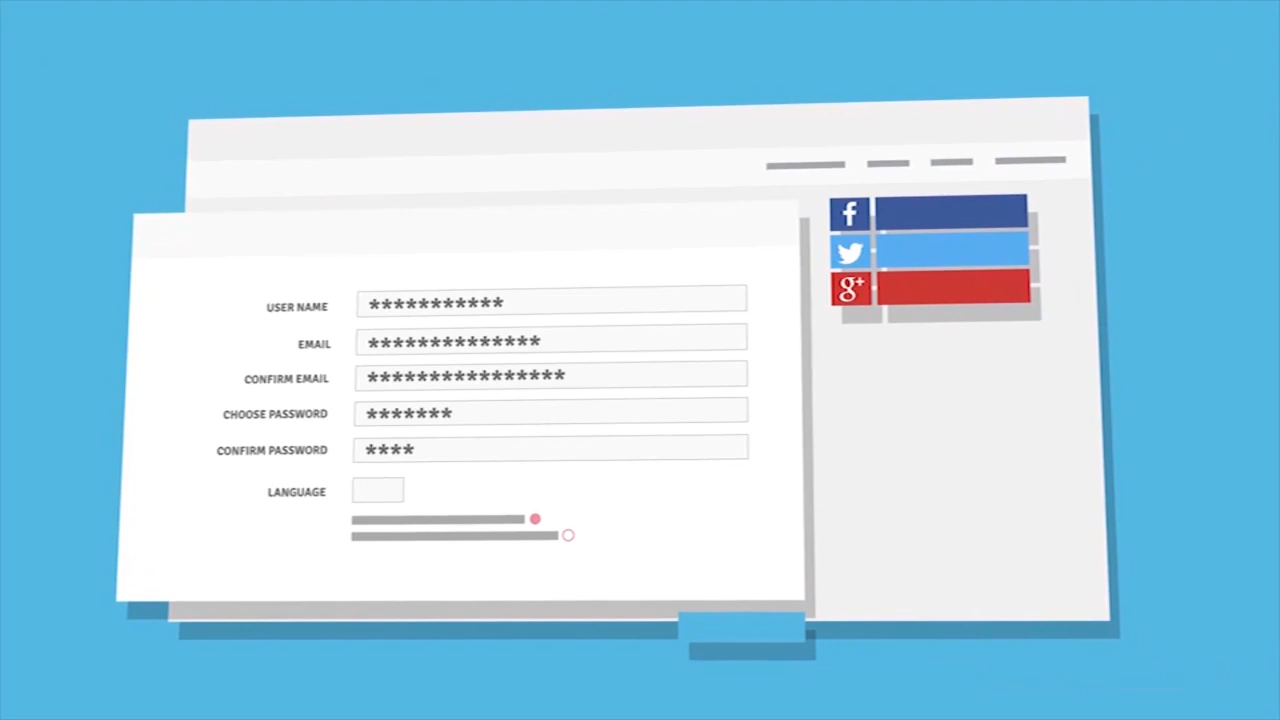 USER NAME ***********
EMAIL **************
CONFIRM EMAIL ****************
CHOOSE PASSWORD *******
CONFIRM PASSWORD ****
LANGUAGE
f
g+